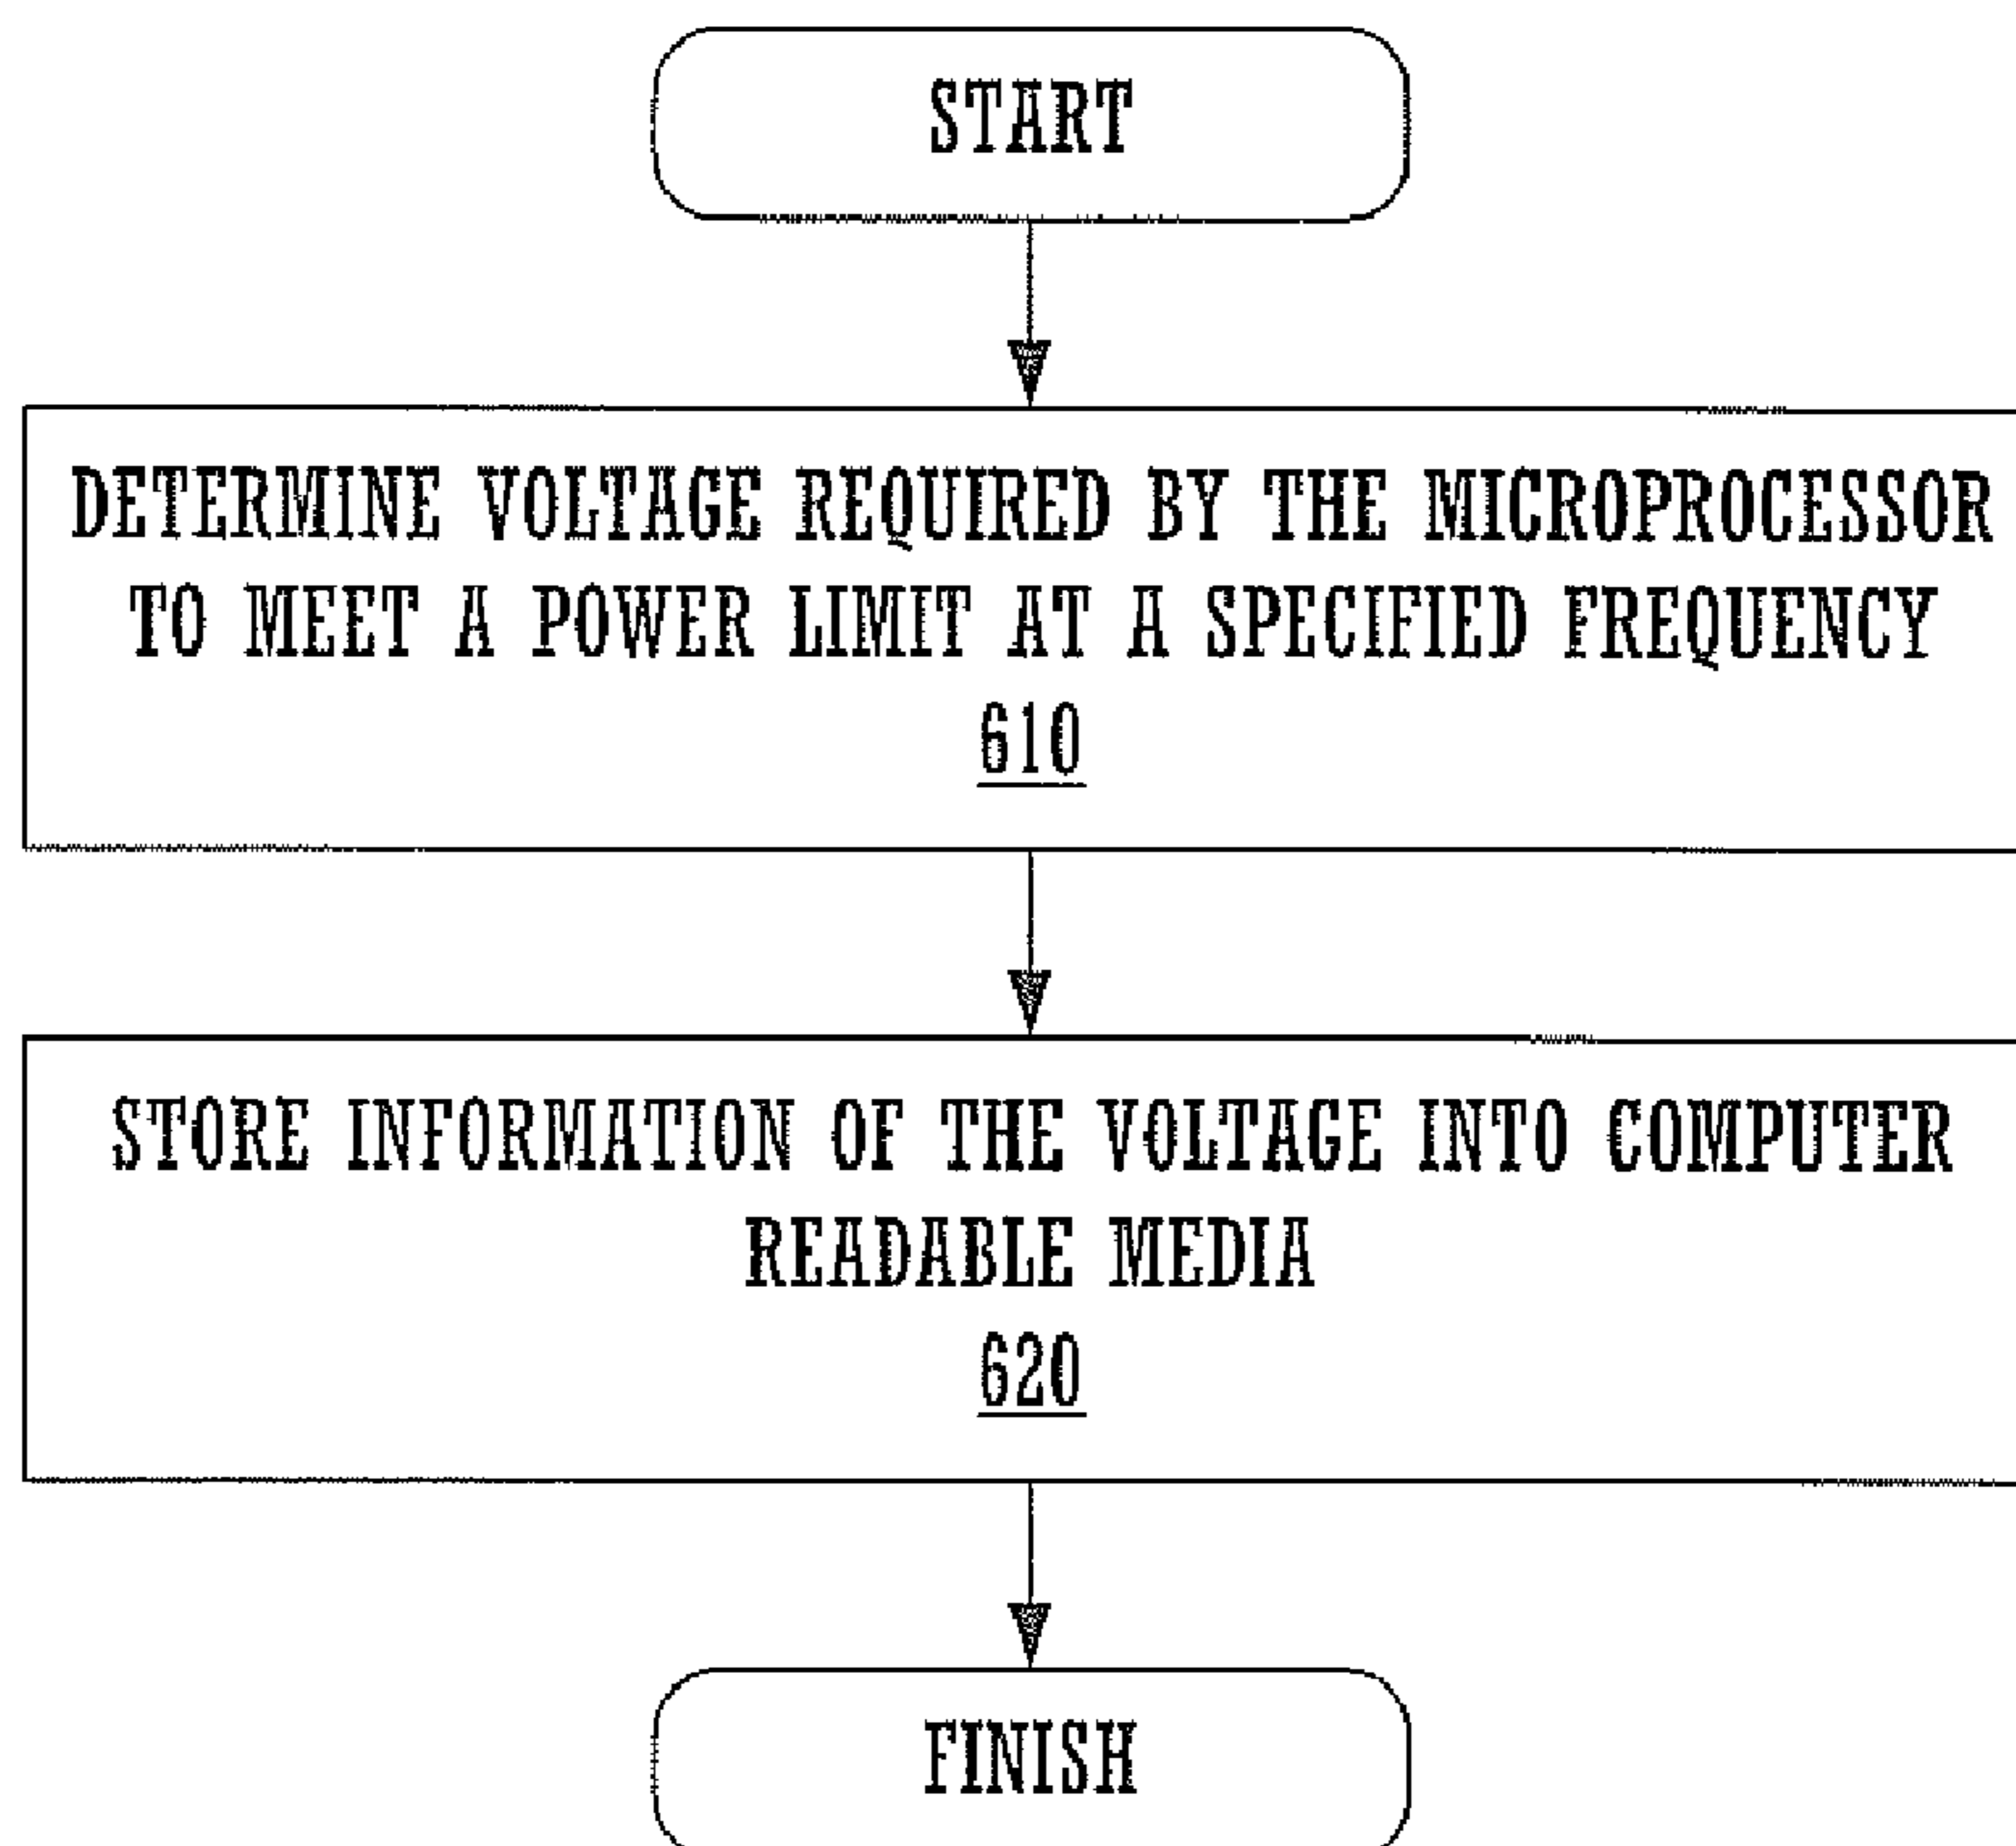 START
DETERMINE VOLTAGE REQUIRED BY THE MICROPROCESSOR
TO MEET A POWER LIMIT AT A SPECIFIED FREQUENCY
610
STORE INFORMATION OF THE VOLTAGE INTO COMPUTER
READABLE MEDIA
620
FINISH